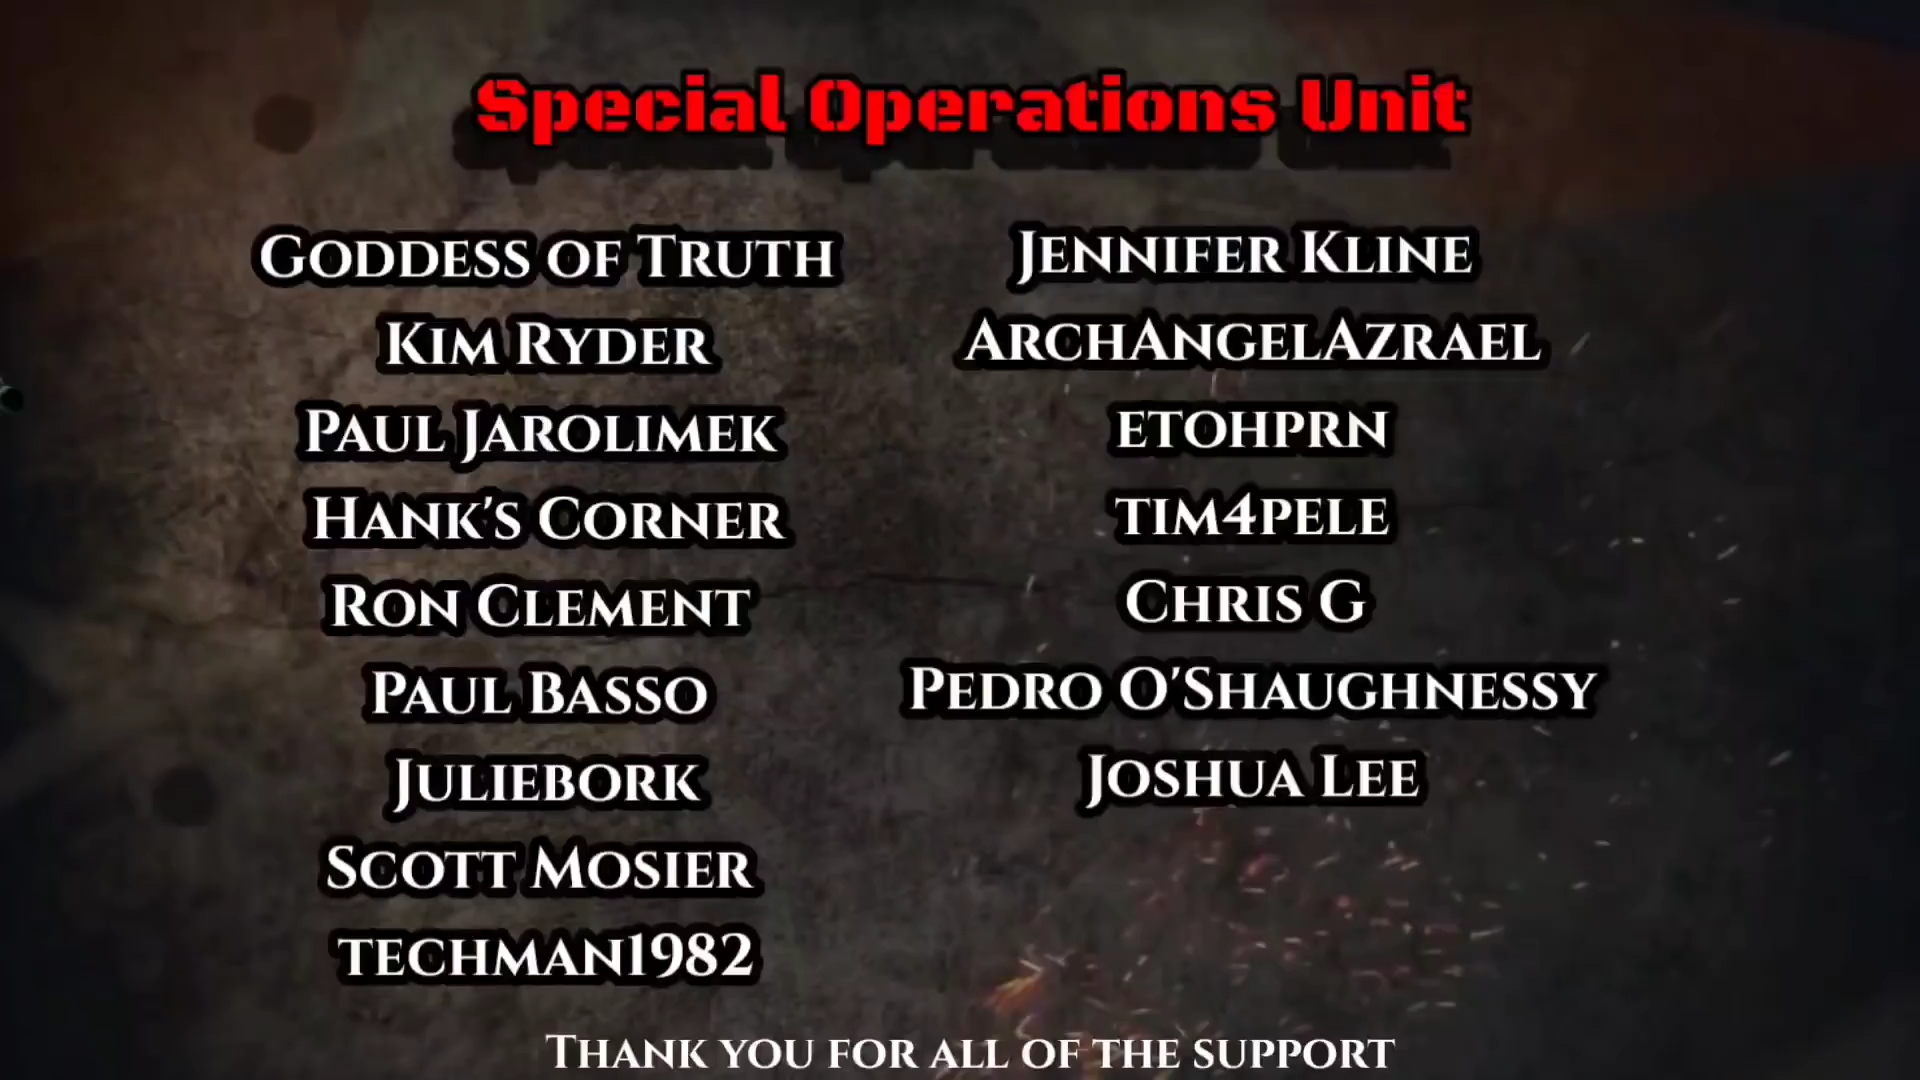 Special Operations Unit
Goddess of Truth
Kim Ryder
Paul Jarolimek
Hank's Corner
Ron Clement
Paul Basso
Juliebork
Scott Mosier
techman1982
Jennifer Kline
ArchAngelAzrael
etohprn
tim4pele
Chris G
Pedro O'Shaughnessy
Joshua Lee
Thank you for all of the support